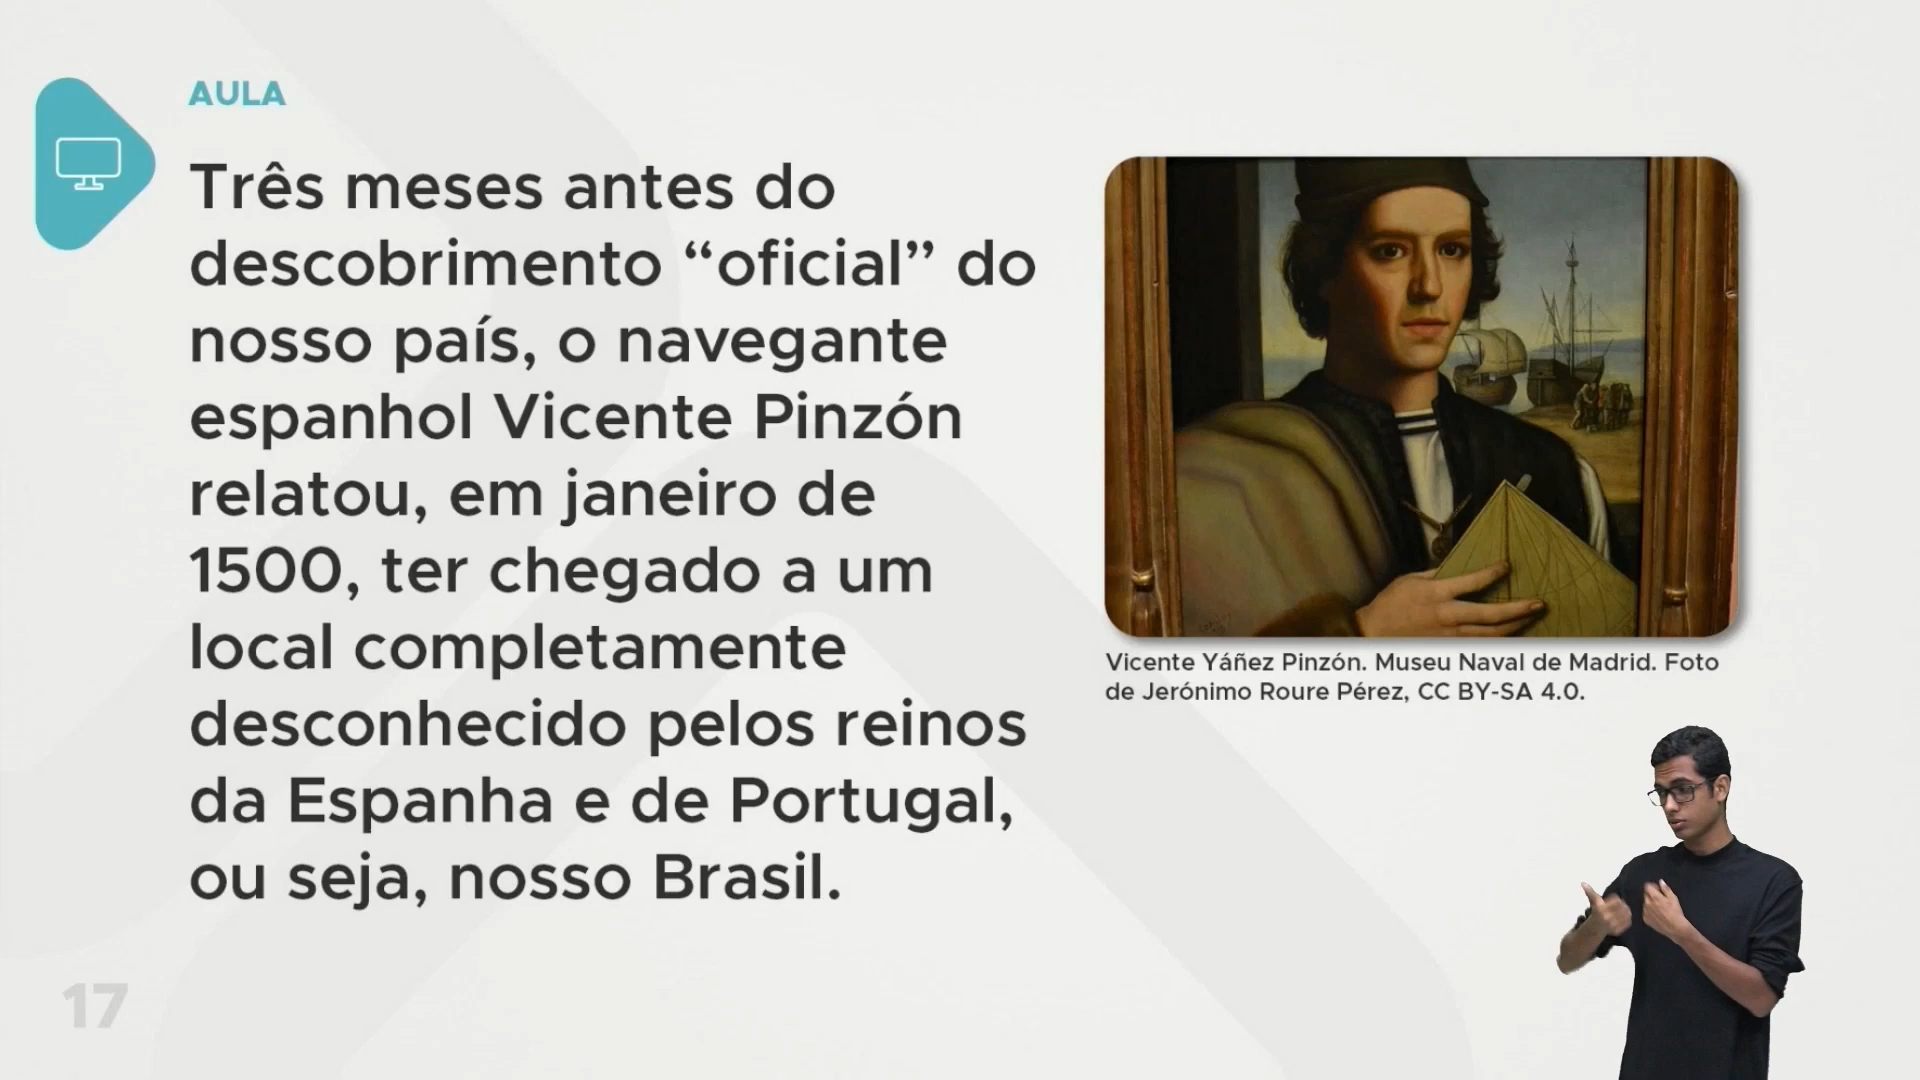 AULA
Três meses antes do
descobrimento “oficial” do
nosso país, o navegante
espanhol Vicente Pinzón
relatou, em janeiro de
1500, ter chegado a um
local completamente
desconhecido pelos reinos
da Espanha e de Portugal,
ou seja, nosso Brasil.
Vicente Yáñez Pinzón. Museu Naval de Madrid. Foto
de Jerónimo Roure Pérez, CC BY-SA 4.0.
17